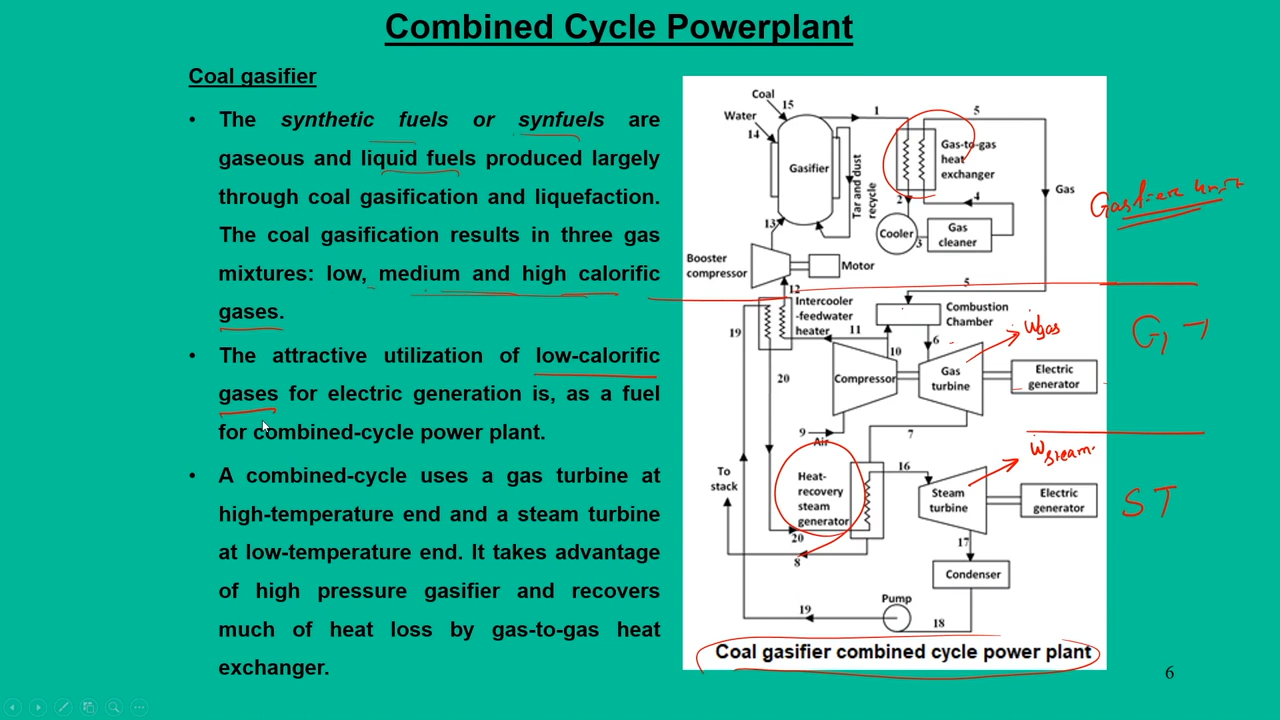 Combined Cycle Powerplant
Coal gasifier
• The synthetic fuels or synfuels are
gaseous and liquid fuels produced largely
through coal gasification and liquefaction.
The coal gasification results in three gas
mixtures: low, medium and high calorific
gases.
• The attractive utilization of low-calorific
gases for electric generation is, as a fuel
for combined-cycle power plant.
• A combined-cycle uses a gas turbine at
high-temperature end and a steam turbine
at low-temperature end. It takes advantage
of high pressure gasifier and recovers
much of heat loss by gas-to-gas heat
exchanger.
Coal
15
Water
14
Gasifier
Tar and dust
recycle
1
5
Gas-to-gas
heat
exchanger
Gas
2
4
Cooler
3
Gas
cleaner
13
Booster
compressor
Motor
12
5
Intercooler
-feedwater
heater
Combustion
Chamber
19
11
10
6
Ẇgas
20
Compressor
Gas
turbine
Electric
generator
9
Air
7
Ẇsteam
To
stack
Heat-
recovery
steam
generator
16
Steam
turbine
Electric
generator
20
8
17
Condenser
Pump
19
18
Coal gasifier combined cycle power plant
ST
6